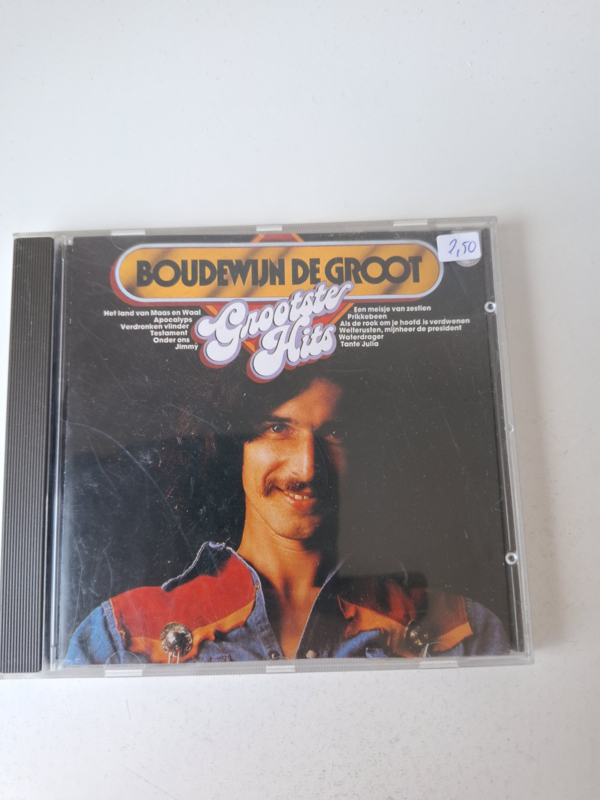 BOUDEWIJN DE GROOT
2,50
Grootste
Hits
Het land van Maas en Waal
Apocalyps
Verdronken vlinder
Testament
Onder ons
Jimmy
Een meisje van zestien
Prikkebeen
Als de rook om je hoofd is verdwenen
Welterusten, mijnheer de president
Waterdrager
Tante Julia